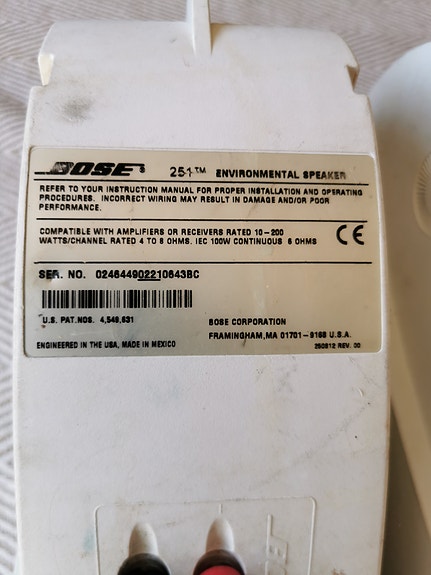 BOSE® 251™ ENVIRONMENTAL SPEAKER
REFER TO YOUR INSTRUCTION MANUAL FOR PROPER INSTALLATION AND OPERATING
PROCEDURES. INCORRECT WIRING MAY RESULT IN DAMAGE AND/OR POOR
PERFORMANCE.
COMPATIBLE WITH AMPLIFIERS OR RECEIVERS RATED 10-200
WATTS/CHANNEL RATED 4 TO 8 OHMS. IEC 100W CONTINUOUS 6 OHMS
CE
SER. NO. 024644902210643BC
U.S. PAT.NOS. 4,549,631
BOSE CORPORATION
FRAMINGHAM,MA 01701-9168 U.S.A.
ENGINEERED IN THE USA, MADE IN MEXICO
260812 REV. 00